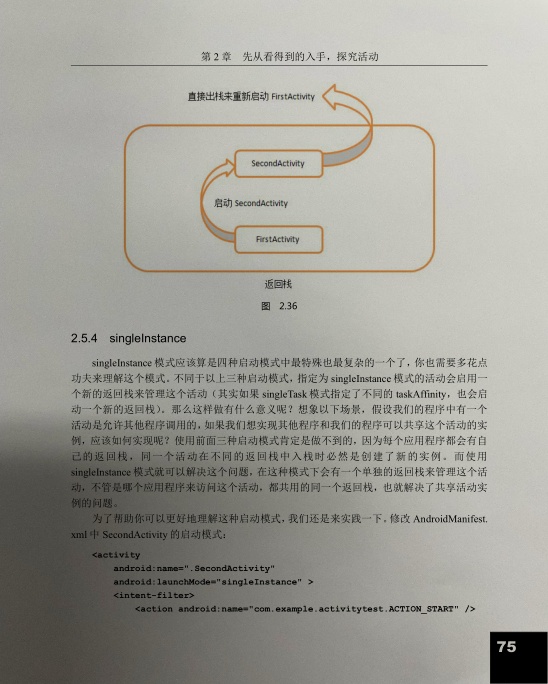 第 2 章 先从看得到的入手，探究活动
直接出栈来重新启动 FirstActivity
SecondActivity
启动 SecondActivity
FirstActivity
返回栈
图 2.36
2.5.4 singleInstance
singleInstance 模式应该算是四种启动模式中最特殊也最复杂的一个了，你也需要多花点
功夫来理解这个模式。不同于以上三种启动模式，指定为 singleInstance 模式的活动会启用一
个新的返回栈来管理这个活动（其实如果 singleTask 模式指定了不同的 taskAffinity，也会启
动一个新的返回栈）。那么这样做有什么意义呢？想象以下场景，假设我们的程序中有一个
活动是允许其他程序调用的，如果我们想实现其他程序和我们的程序可以共享这个活动的实
例，应该如何实现呢？使用前面三种启动模式肯定是做不到的，因为每个应用程序都会有自
己的返回栈，同一个活动在不同的返回栈中入栈时必然是创建了新的实例。而使用
singleInstance 模式就可以解决这个问题，在这种模式下会有一个单独的返回栈来管理这个活
动，不管是哪个应用程序来访问这个活动，都共用的同一个返回栈，也就解决了共享活动实
例的问题。
为了帮助你可以更好地理解这种启动模式，我们还是来实践一下。修改 AndroidManifest.
xml 中 SecondActivity 的启动模式：
<activity
android:name=".SecondActivity"
android:launchMode="singleInstance" >
<intent-filter>
<action android:name="com.example.activitytest.ACTION_START" />
75